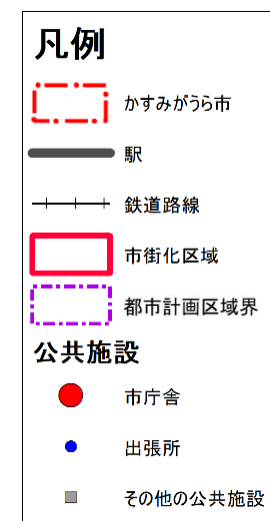 凡例
かすみがうら市
駅
鉄道路線
市街化区域
都市計画区域界
公共施設
市庁舎
出張所
その他の公共施設